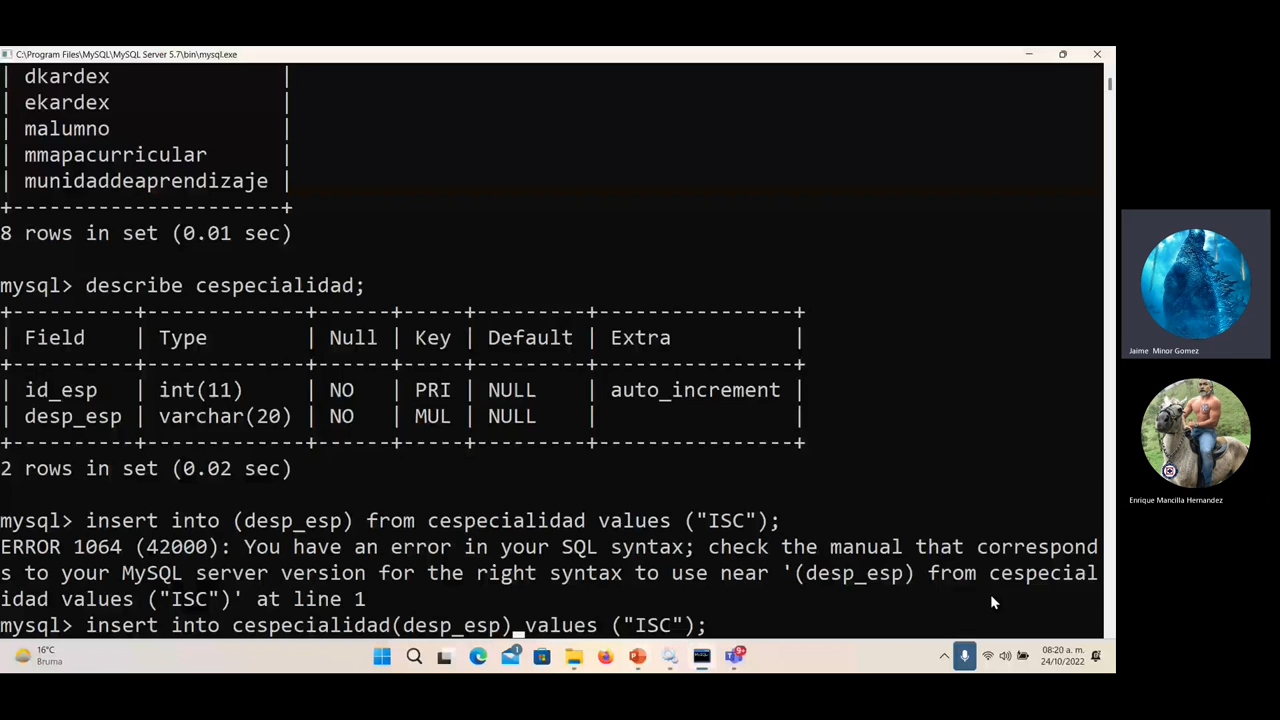 C:\Program Files\MySQL\MySQL Server 5.7\bin\mysql.exe
| dkardex              |
| ekardex              |
| malumno              |
| mmapacurricular      |
| munidaddeaprendizaje |
+----------------------+
8 rows in set (0.01 sec)
mysql> describe cespecialidad;
+----------+-------------+------+-----+---------+----------------+
| Field    | Type        | Null | Key | Default | Extra          |
+----------+-------------+------+-----+---------+----------------+
| id_esp   | int(11)     | NO   | PRI | NULL    | auto_increment |
| desp_esp | varchar(20) | NO   | MUL | NULL    |                |
+----------+-------------+------+-----+---------+----------------+
2 rows in set (0.02 sec)
mysql> insert into (desp_esp) from cespecialidad values ("ISC");
ERROR 1064 (42000): You have an error in your SQL syntax; check the manual that correspond
s to your MySQL server version for the right syntax to use near '(desp_esp) from cespecial
idad values ("ISC")' at line 1
mysql> insert into cespecialidad(desp_esp) values ("ISC");
Jaime Minor Gomez
Enrique Mancilla Hernandez
16°C
Bruma
1
9+
08:20 a. m.
24/10/2022